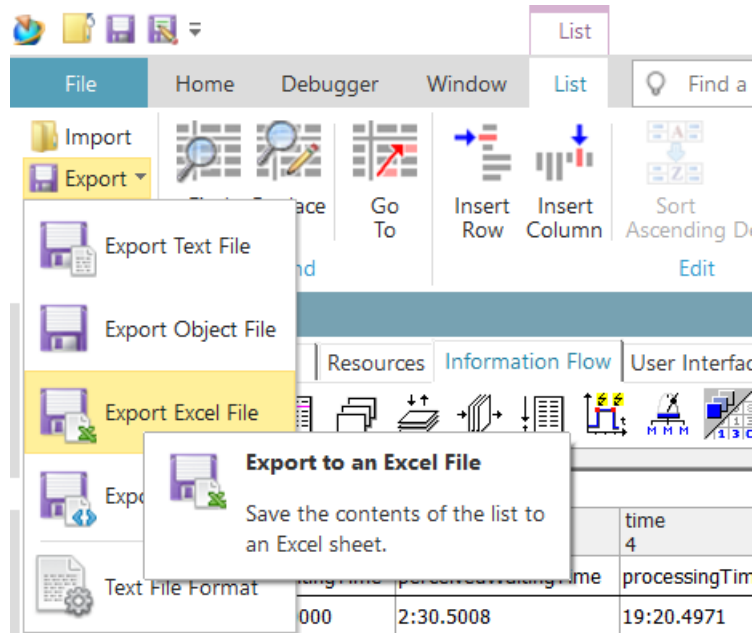 List
File
Home
Debugger
Window
List
Find a
Import
Export
Go
To
Insert
Row
Insert
Column
Sort
Ascending
Edit
Export Text File
Export Object File
Export Excel File
Text File Format
Export to an Excel File
Save the contents of the list to
an Excel sheet.
Resources
Information Flow
User Interfac
time
4
processingTim
2:30.5008
19:20.4971